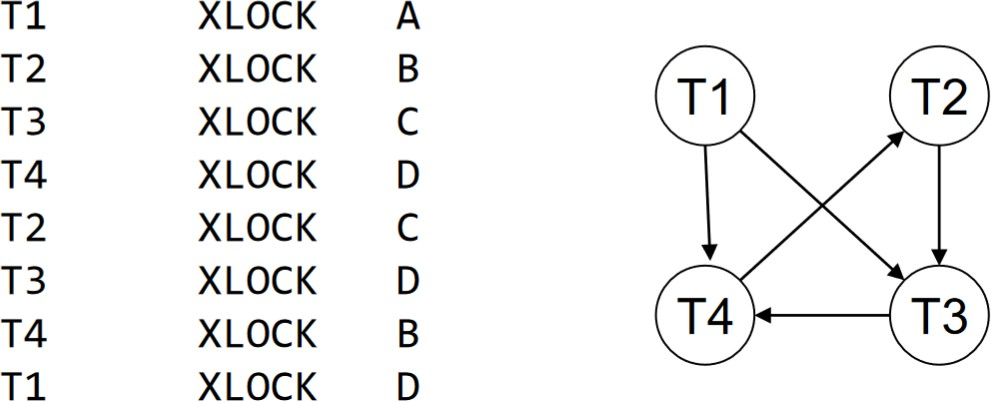 T1 XLOCK A
T2 XLOCK B
T3 XLOCK C
T4 XLOCK D
T2 XLOCK C
T3 XLOCK D
T4 XLOCK B
T1 XLOCK D
T1 T2
T4 T3